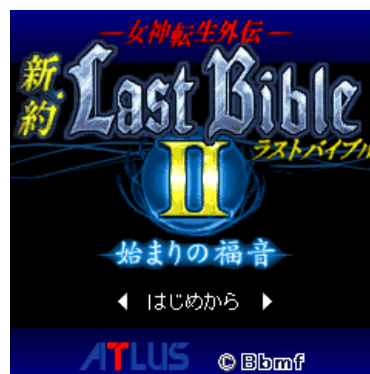 ―女神転生外伝―
新・約 Last Bible
ラストバイブル
II
始まりの福音
◀ はじめから ▶
ATLUS © Bbmf